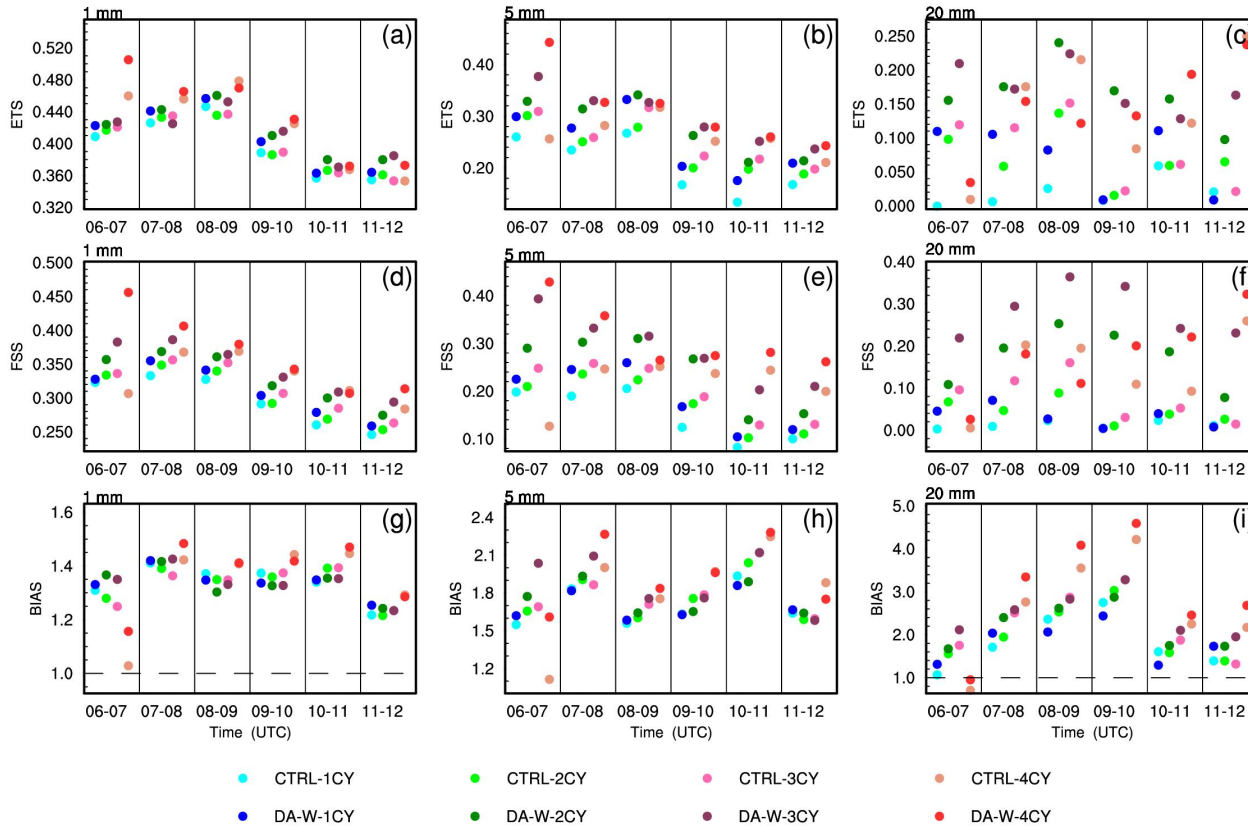 1 mm
(a)
ETS
0.520
0.480
0.440
0.400
0.360
0.320
06-07 07-08 08-09 09-10 10-11 11-12
5 mm
(b)
ETS
0.40
0.30
0.20
06-07 07-08 08-09 09-10 10-11 11-12
20 mm
(c)
ETS
0.250
0.200
0.150
0.100
0.050
0.000
06-07 07-08 08-09 09-10 10-11 11-12
1 mm
(d)
FSS
0.500
0.450
0.400
0.350
0.300
0.250
06-07 07-08 08-09 09-10 10-11 11-12
5 mm
(e)
FSS
0.40
0.30
0.20
0.10
06-07 07-08 08-09 09-10 10-11 11-12
20 mm
(f)
FSS
0.40
0.30
0.20
0.10
0.00
06-07 07-08 08-09 09-10 10-11 11-12
1 mm
(g)
BIAS
1.6
1.4
1.2
1.0
06-07 07-08 08-09 09-10 10-11 11-12
Time (UTC)
5 mm
(h)
BIAS
2.4
2.1
1.8
1.5
1.2
06-07 07-08 08-09 09-10 10-11 11-12
Time (UTC)
20 mm
(i)
BIAS
5.0
4.0
3.0
2.0
1.0
06-07 07-08 08-09 09-10 10-11 11-12
Time (UTC)
CTRL-1CY CTRL-2CY CTRL-3CY CTRL-4CY
DA-W-1CY DA-W-2CY DA-W-3CY DA-W-4CY